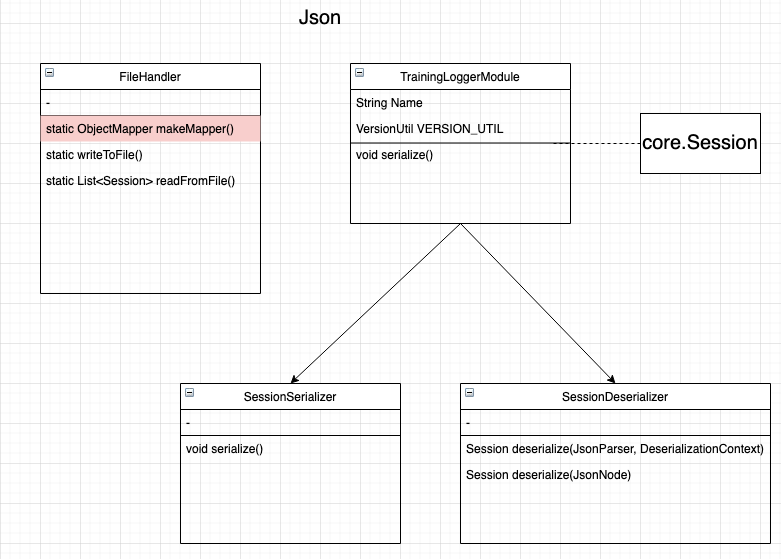 Json
FileHandler
-
static ObjectMapper makeMapper()
static writeToFile()
static List<Session> readFromFile()
TrainingLoggerModule
String Name
VersionUtil VERSION_UTIL
void serialize()
core.Session
SessionSerializer
-
void serialize()
SessionDeserializer
-
Session deserialize(JsonParser, DeserializationContext)
Session deserialize(JsonNode)